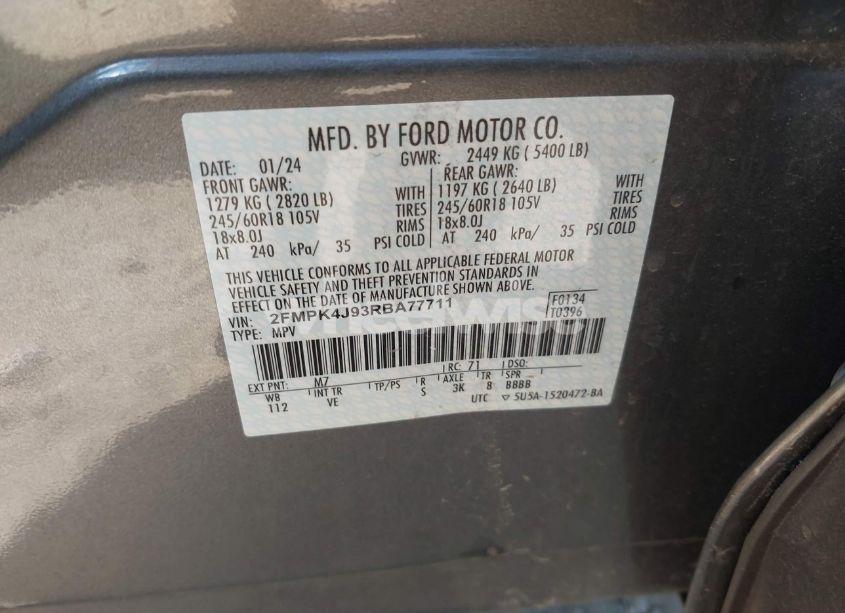 MFD. BY FORD MOTOR CO.
DATE: 01/24 GVWR: 2449 KG ( 5400 LB)
FRONT GAWR: REAR GAWR:
1279 KG ( 2820 LB) WITH 1197 KG ( 2640 LB) WITH
245/60R18 105V TIRES 245/60R18 105V TIRES
18x8.0J RIMS 18x8.0J RIMS
AT 240 kPa/ 35 PSI COLD AT 240 kPa/ 35 PSI COLD
THIS VEHICLE CONFORMS TO ALL APPLICABLE FEDERAL MOTOR
VEHICLE SAFETY AND THEFT PREVENTION STANDARDS IN
EFFECT ON THE DATE OF MANUFACTURE SHOWN ABOVE.
VIN: 2FMPK4J93RBA77711 F0134
TYPE: MPV T0396
EXT PNT: M7 RC: 71 DSO:
WB INT TR TP/PS R AXLE TR SPR
112 VE S 3K 8 BBBB
UTC ▽ 5U5A-1520472-BA